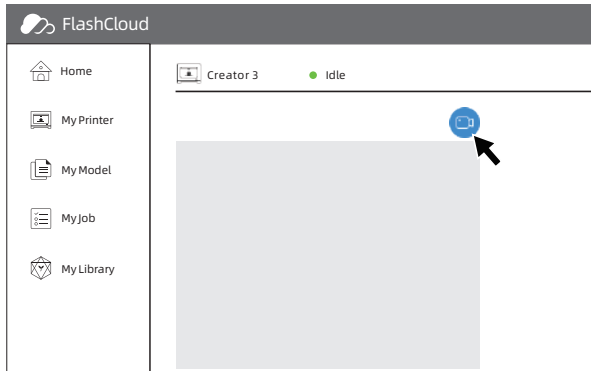 FlashCloud
Home
Creator 3
Idle
My Printer
My Model
My Job
My Library